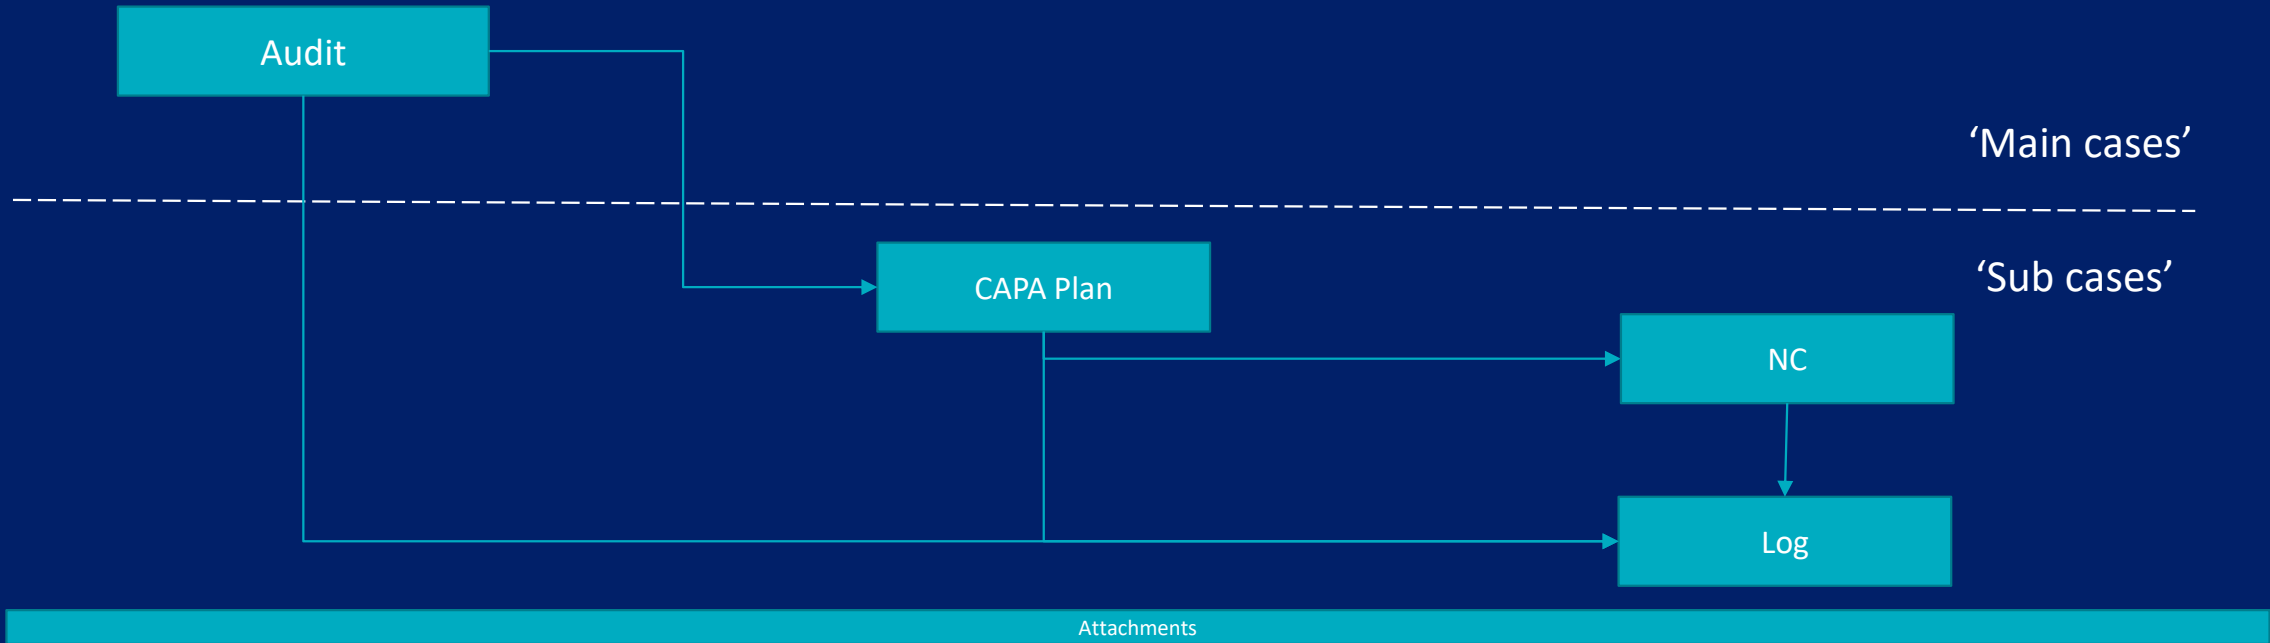 Audit
‘Main cases’
‘Sub cases’
CAPA Plan
NC
Log
Attachments